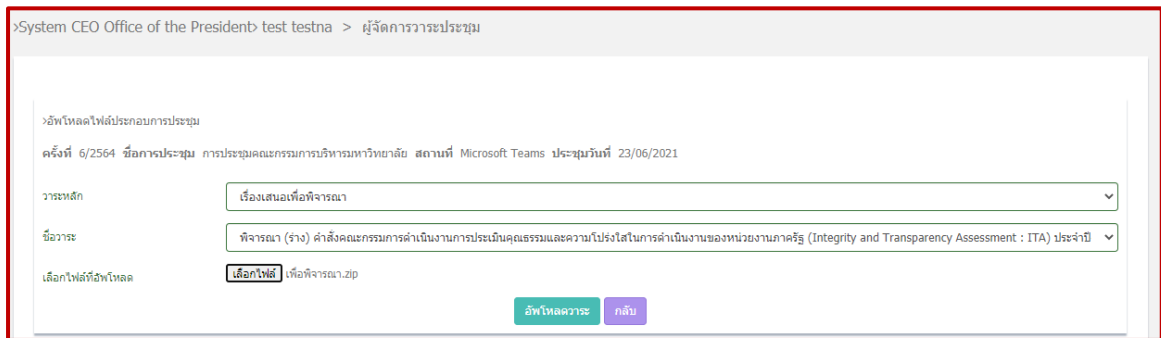 >System CEO Office of the President> test testna > ผู้จัดการวาระประชุม
>อัพโหลดไฟล์ประกอบการประชุม
ครั้งที่ 6/2564 ชื่อการประชุม การประชุมคณะกรรมการบริหารมหาวิทยาลัย สถานที่ Microsoft Teams ประชุมวันที่ 23/06/2021
วาระหลัก เรื่องเสนอเพื่อพิจารณา
ชื่อวาระ พิจารณา (ร่าง) คำสั่งคณะกรรมการดำเนินงานการประเมินคุณธรรมและความโปร่งใสในการดำเนินงานของหน่วยงานภาครัฐ (Integrity and Transparency Assessment : ITA) ประจำปี
เลือกไฟล์ที่อัพโหลด เลือกไฟล์ เพื่อพิจารณา.zip
อัพโหลดวาระ กลับ